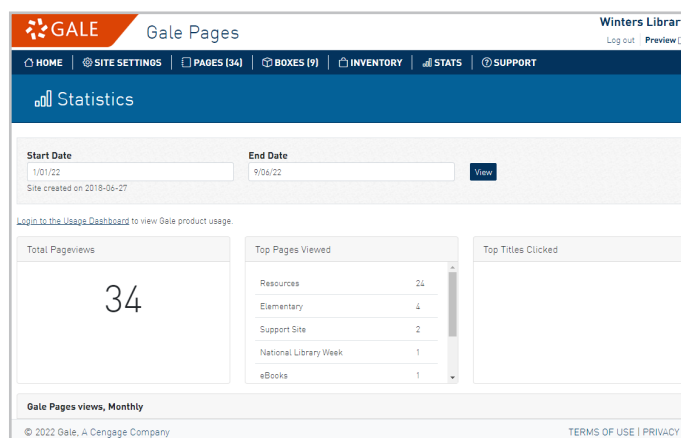 GALE
Gale Pages
Winters Librar
Log out Preview
HOME SITE SETTINGS PAGES (34) BOXES (9) INVENTORY STATS SUPPORT
Statistics
Start Date End Date
1/01/22 9/06/22 View
Site created on 2018-06-27
Login to the Usage Dashboard to view Gale product usage.
Total Pageviews Top Pages Viewed Top Titles Clicked
34
Resources 24
Elementary 4
Support Site 2
National Library Week 1
eBooks 1
Gale Pages views, Monthly
© 2022 Gale, A Cengage Company TERMS OF USE | PRIVACY